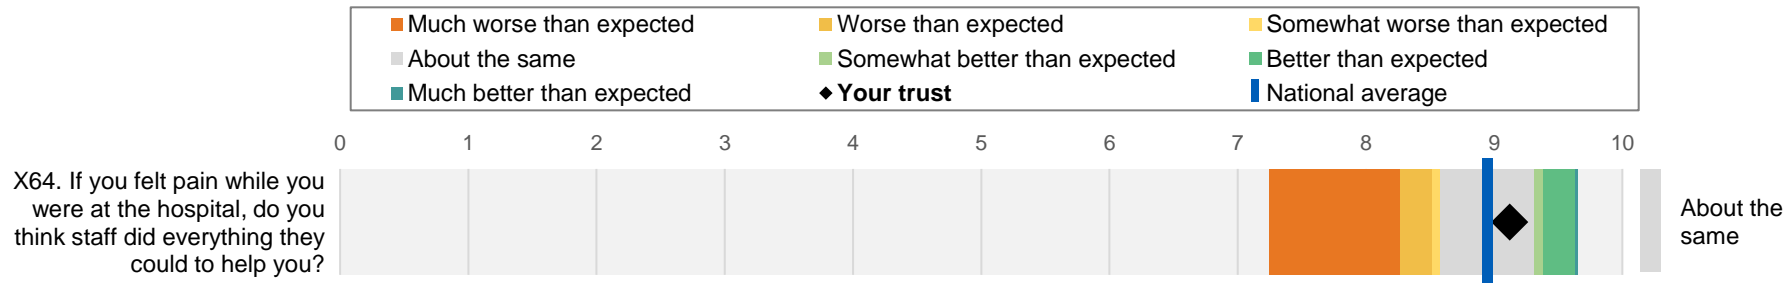 Much worse than expected
Worse than expected
Somewhat worse than expected
About the same
Somewhat better than expected
Better than expected
Much better than expected
Your trust
National average
0 1 2 3 4 5 6 7 8 9 10
X64. If you felt pain while you
were at the hospital, do you
think staff did everything they
could to help you?
About the
same